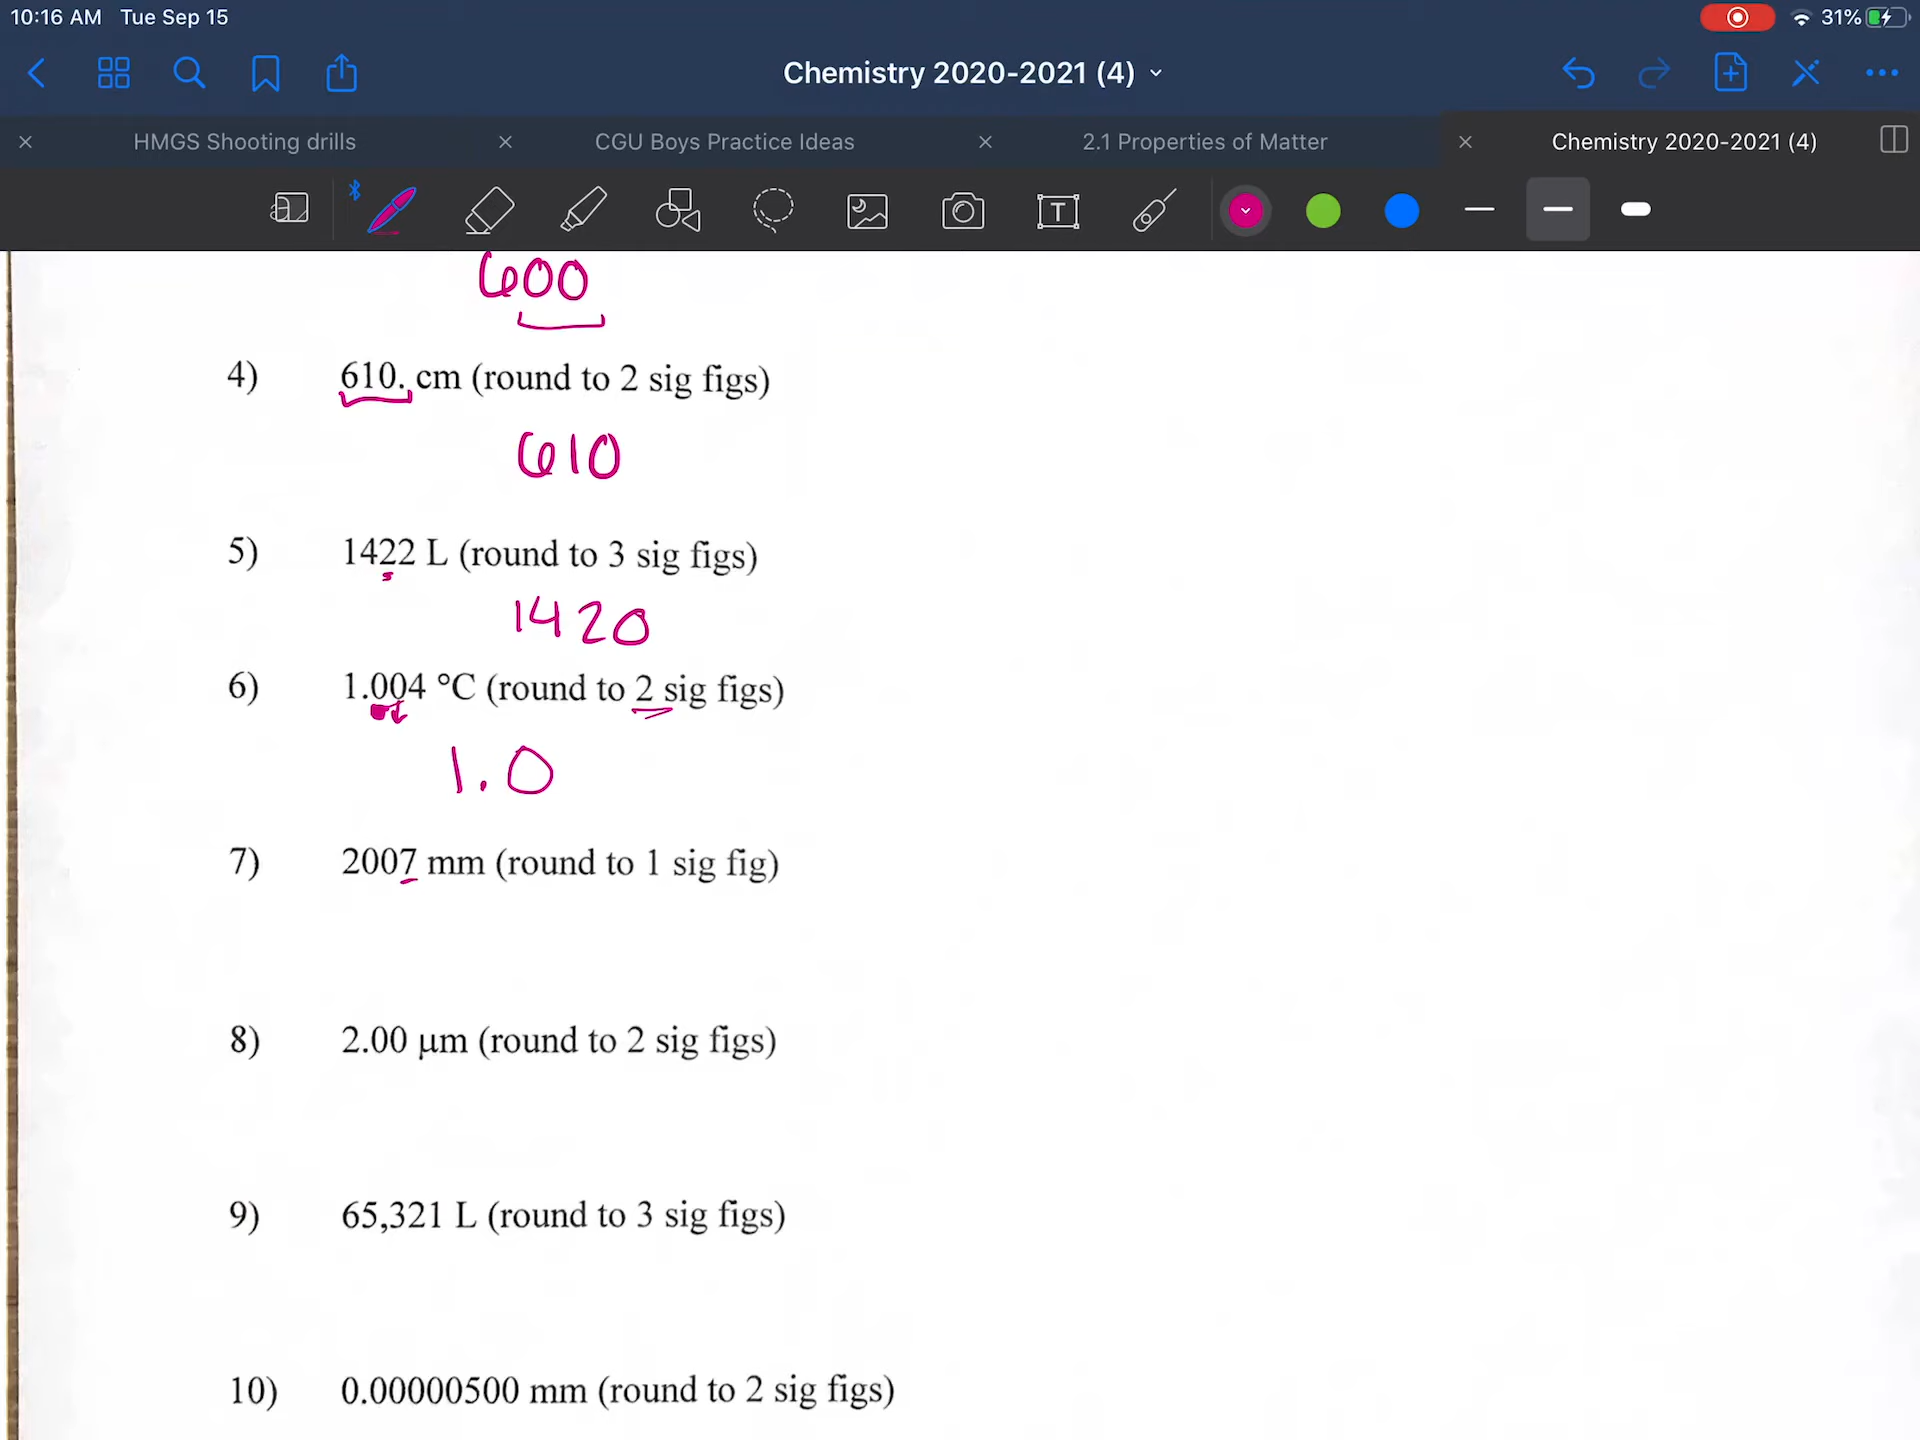 10:16 AM Tue Sep 15
31%
Chemistry 2020-2021 (4)
HMGS Shooting drills
CGU Boys Practice Ideas
2.1 Properties of Matter
Chemistry 2020-2021 (4)
a
T
600
4) 610. cm (round to 2 sig figs)
610
5) 1422 L (round to 3 sig figs)
1420
6) 1.004 °C (round to 2 sig figs)
1.0
7) 2007 mm (round to 1 sig fig)
8) 2.00 μm (round to 2 sig figs)
9) 65,321 L (round to 3 sig figs)
10) 0.00000500 mm (round to 2 sig figs)